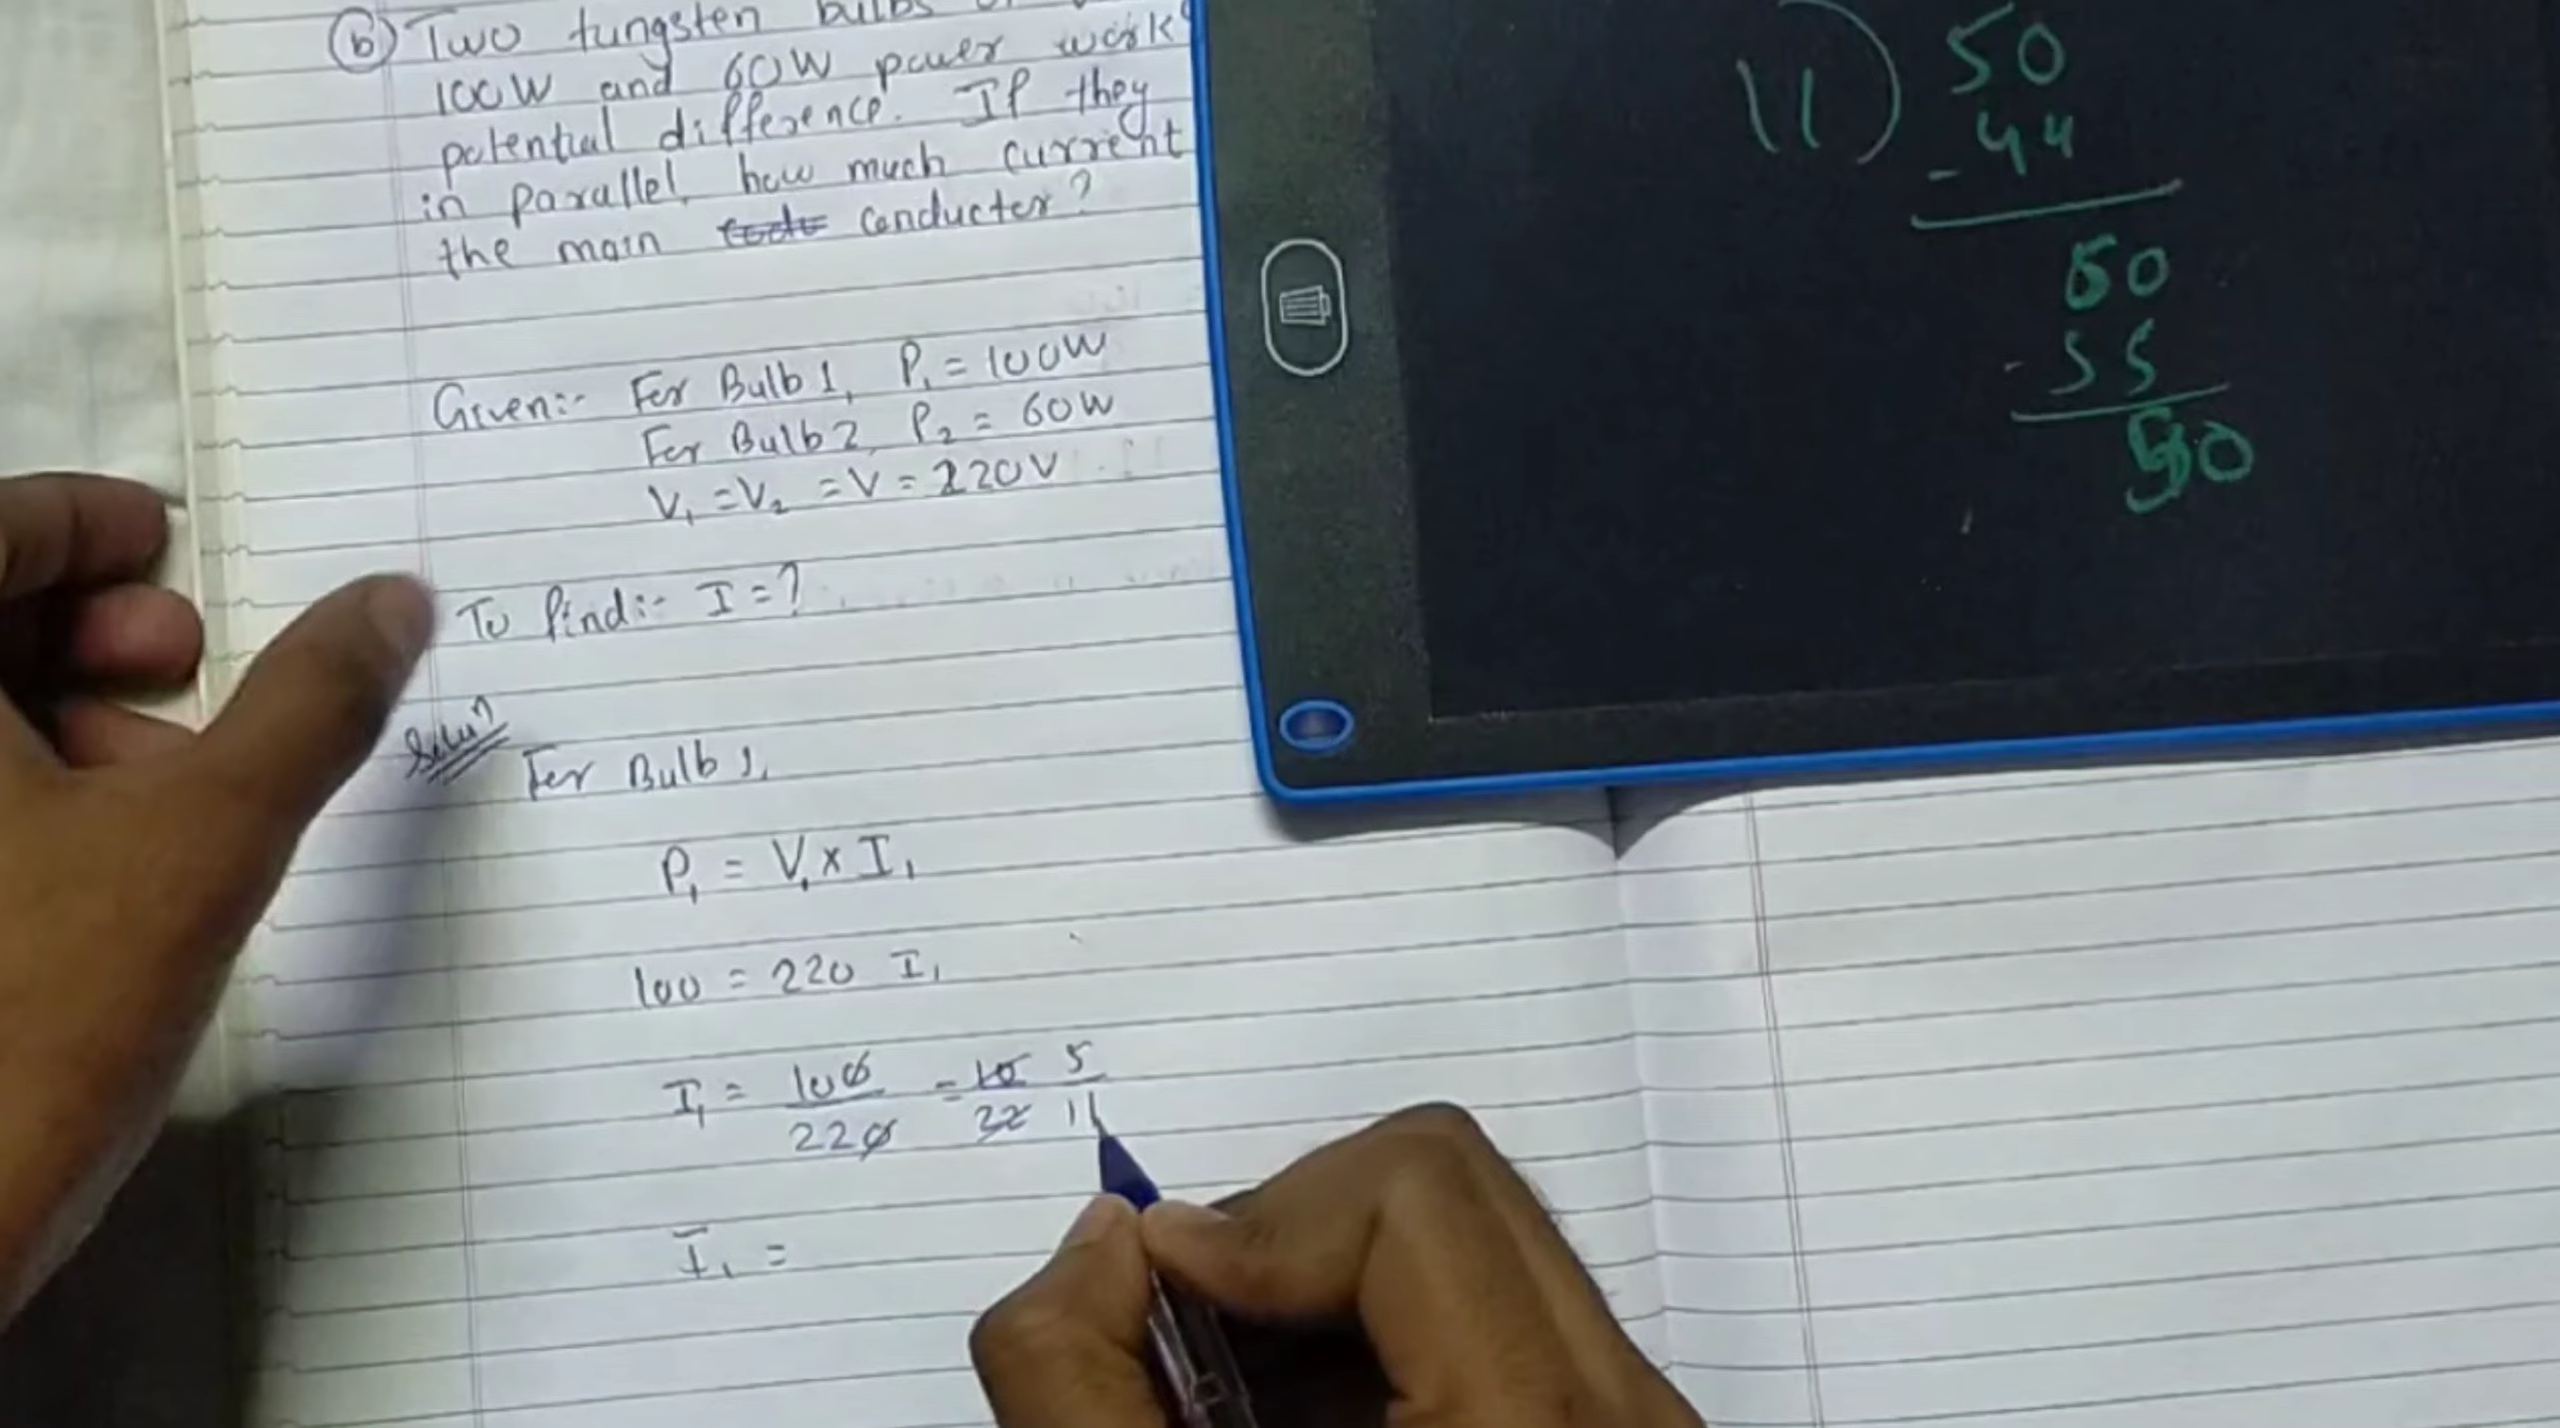 (b) Two tungsten bulbs
100W and 60W power work
potential difference. If they
in parallel, how much current
the main conductor?
Given:- For Bulb 1, P₁ = 100W
For Bulb 2, P₂ = 60W
V₁ = V₂ = V = 220V
To find:- I = ?
Soluⁿ
For Bulb 1,
P₁ = V₁ × I₁
100 = 220 I₁
I₁ = 100/220 = 10/22 5/11
I₁ =
11) 50
- 44
60
- 55
50